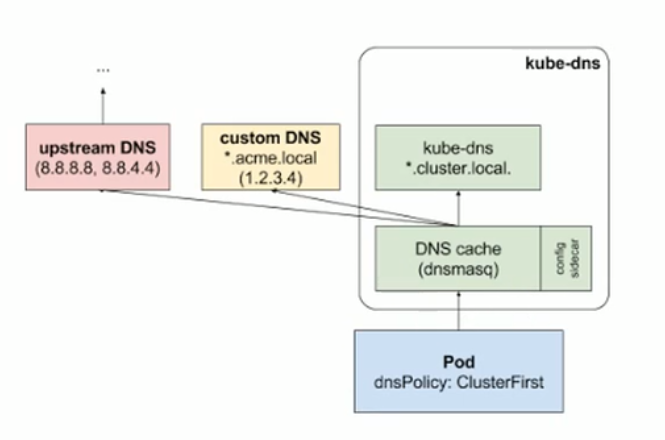 ...
kube-dns
upstream DNS
(8.8.8.8, 8.8.4.4)
custom DNS
*.acme.local
(1.2.3.4)
kube-dns
*.cluster.local.
DNS cache
(dnsmasq)
config
sidecar
Pod
dnsPolicy: ClusterFirst